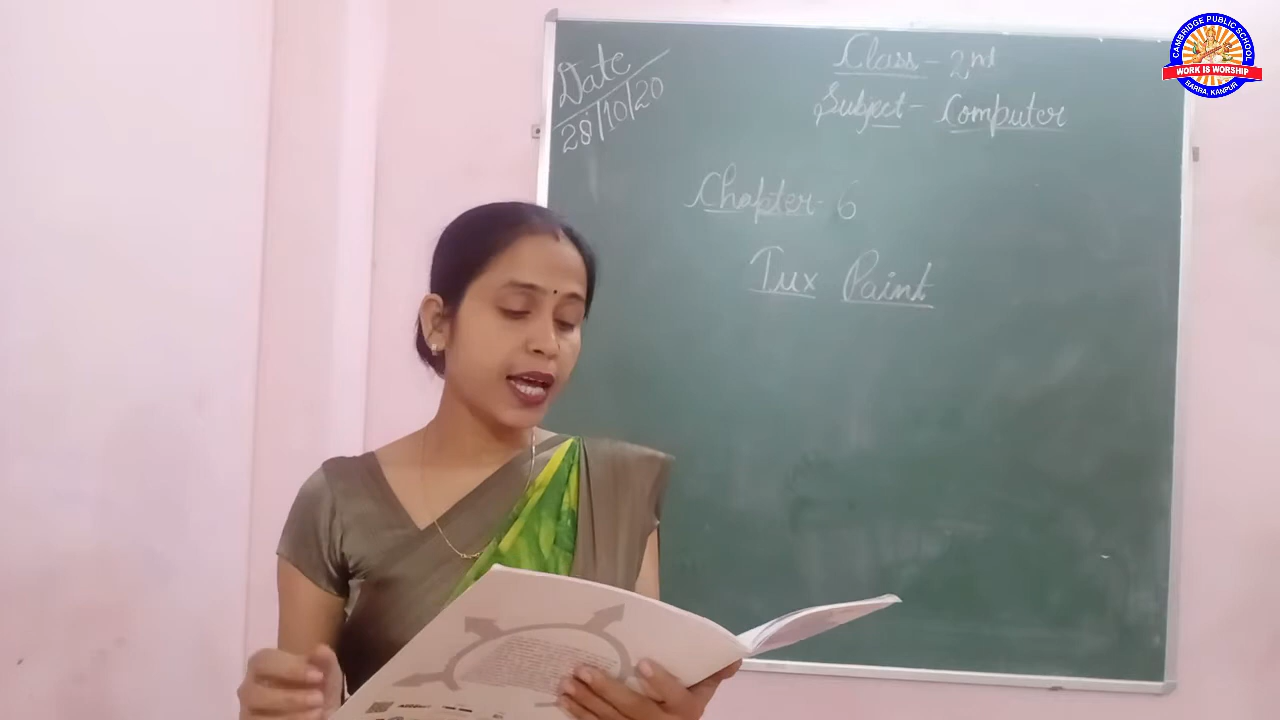 Date
28/10/20
Class - 2nd
Subject - Computer
Chapter - 6
Tux Paint
CAMBRIDGE PUBLIC SCHOOL
WORK IS WORSHIP
BARRA, KANPUR